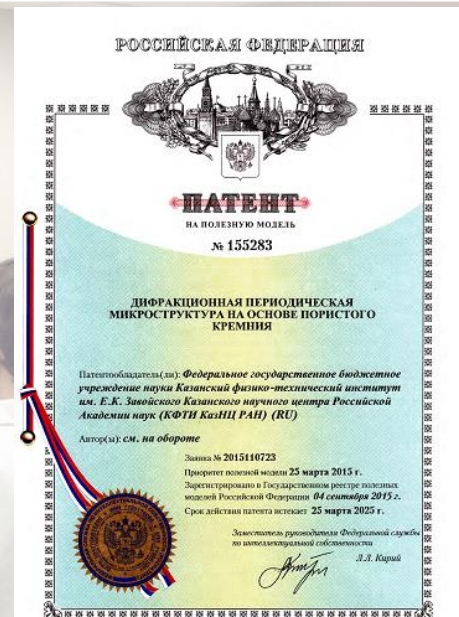 РОССИЙСКАЯ ФЕДЕРАЦИЯ
ПАТЕНТ
НА ПОЛЕЗНУЮ МОДЕЛЬ
№ 155283
ДИФРАКЦИОННАЯ ПЕРИОДИЧЕСКАЯ
МИКРОСТРУКТУРА НА ОСНОВЕ ПОРИСТОГО
КРЕМНИЯ
Патентообладатель(ли): Федеральное государственное бюджетное
учреждение науки Казанский физико-технический институт
им. Е.К. Завойского Казанского научного центра Российской
Академии наук (КФТИ КазНЦ РАН) (RU)
Автор(ы): см. на обороте
Заявка № 2015110723
Приоритет полезной модели 25 марта 2015 г.
Зарегистрировано в Государственном реестре полезных
моделей Российской Федерации 04 сентября 2015 г.
Срок действия патента истекает 25 марта 2025 г.
Заместитель руководителя Федеральной службы
по интеллектуальной собственности
Л.Л. Кирий